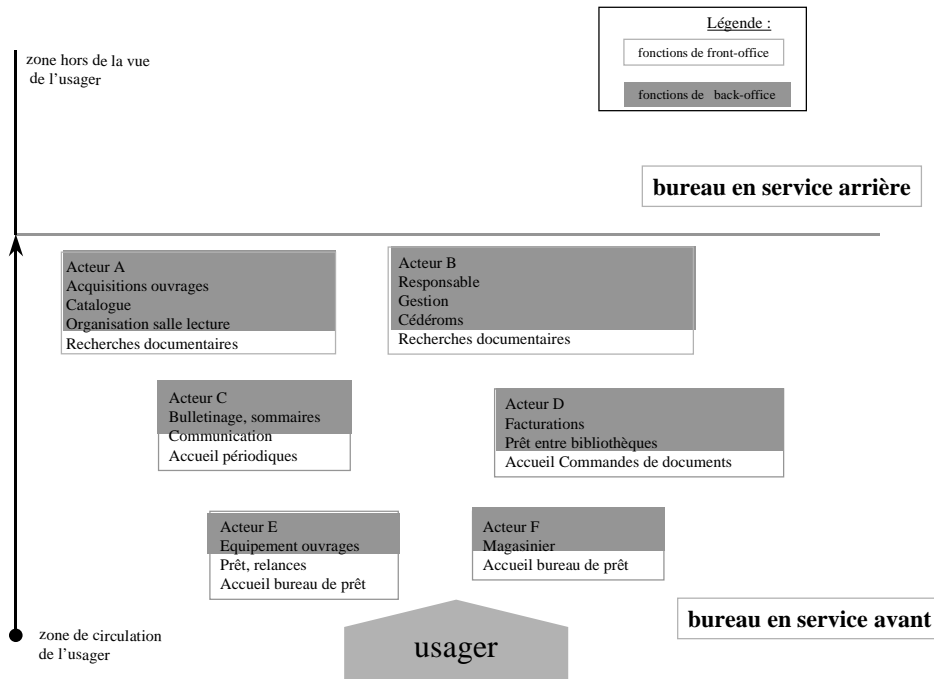 Légende :
fonctions de front-office
fonctions de back-office
zone hors de la vue
de l’usager
bureau en service arrière
Acteur A
Acquisitions ouvrages
Catalogue
Organisation salle lecture
Recherches documentaires
Acteur B
Responsable
Gestion
Cédéroms
Recherches documentaires
Acteur C
Bulletinage, sommaires
Communication
Accueil périodiques
Acteur D
Facturations
Prêt entre bibliothèques
Accueil Commandes de documents
Acteur E
Equipement ouvrages
Prêt, relances
Accueil bureau de prêt
Acteur F
Magasinier
Accueil bureau de prêt
bureau en service avant
zone de circulation
de l’usager
usager